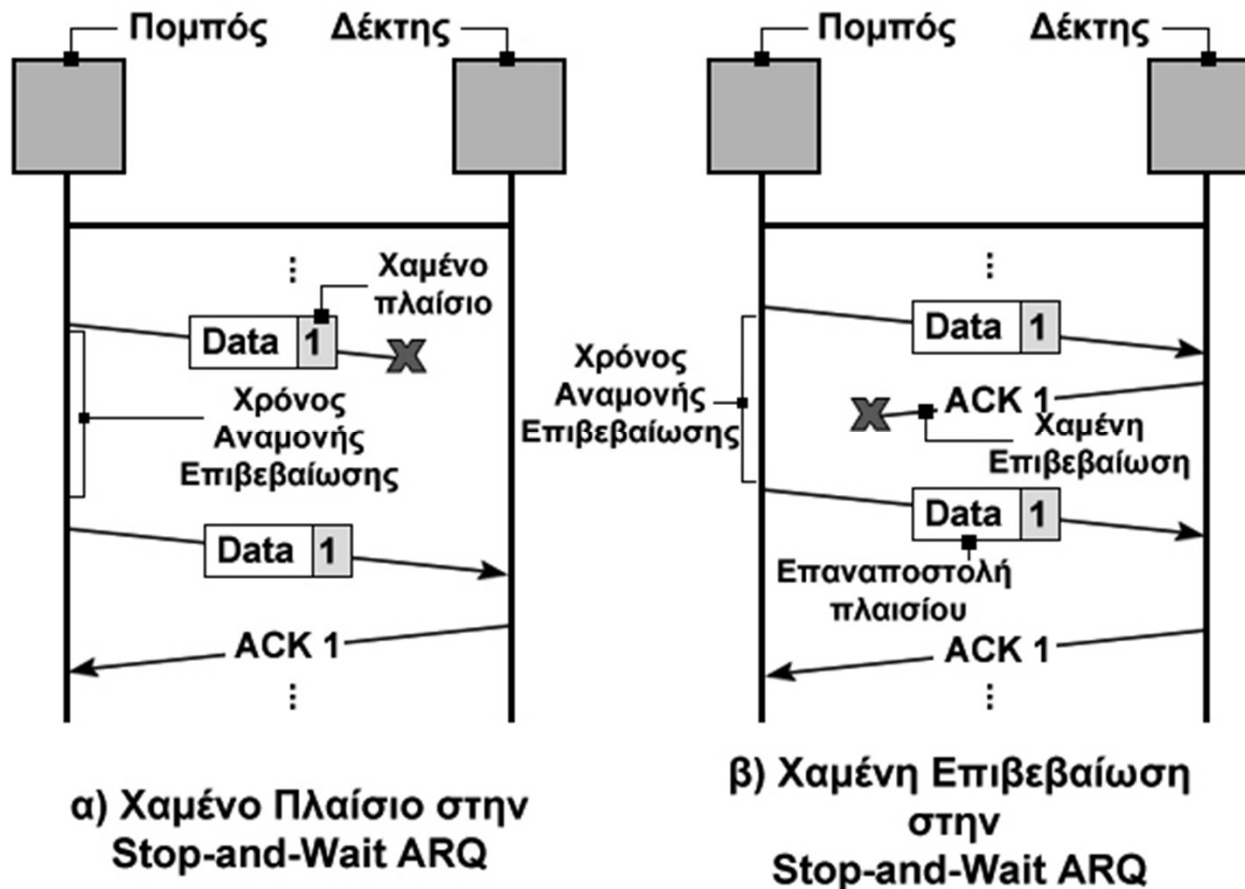 Πομπός
Δέκτης
⋮
Χαμένο
πλαίσιο
Data 1
Χρόνος
Αναμονής
Επιβεβαίωσης
Data 1
ACK 1
⋮
α) Χαμένο Πλαίσιο στην
Stop-and-Wait ARQ
Πομπός
Δέκτης
⋮
Data 1
Χρόνος
Αναμονής
Επιβεβαίωσης
ACK 1
Χαμένη
Επιβεβαίωση
Data 1
Επαναποστολή
πλαισίου
ACK 1
⋮
β) Χαμένη Επιβεβαίωση
στην
Stop-and-Wait ARQ